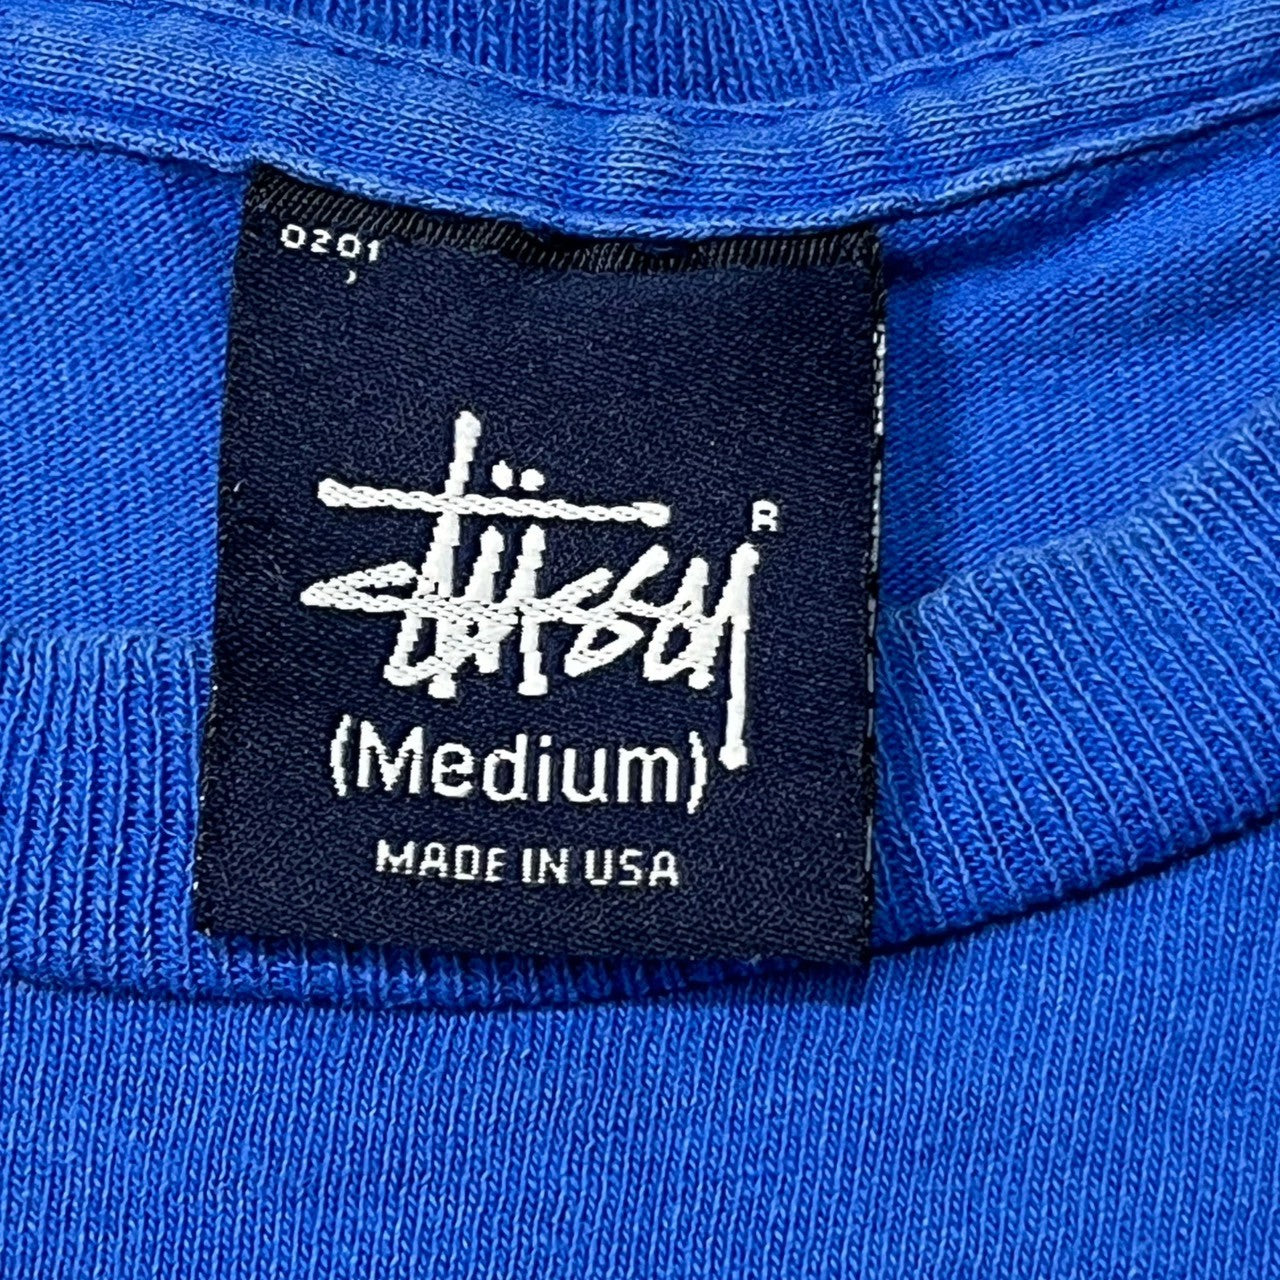 0201
Stüssy ®
(Medium)
MADE IN USA